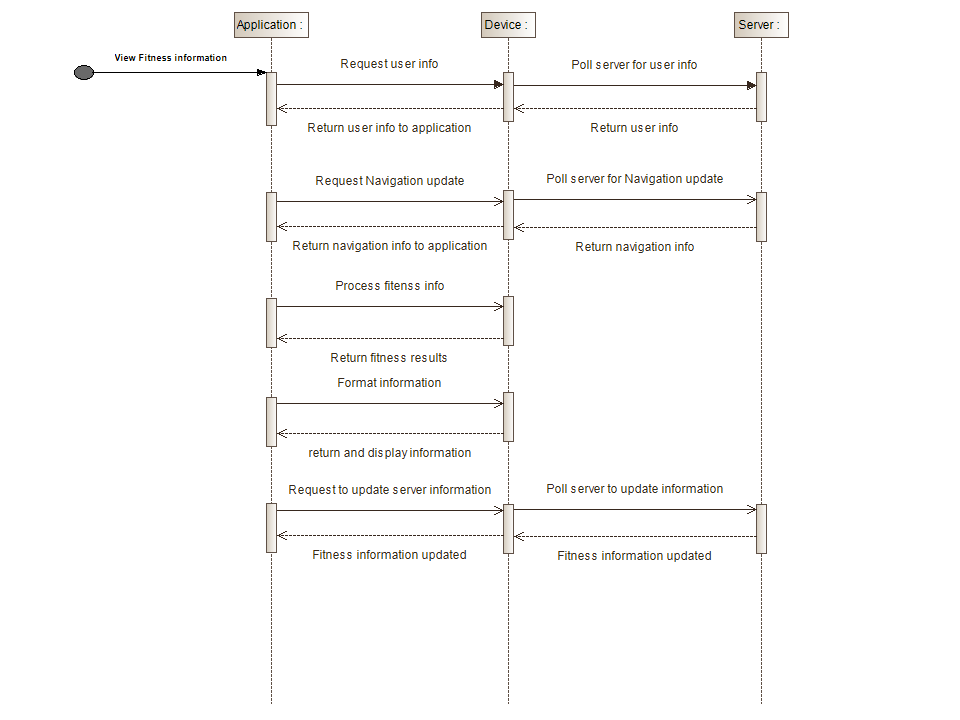 Application :
Device :
Server :
View Fitness information
Request user info
Poll server for user info
Return user info to application
Return user info
Request Navigation update
Poll server for Navigation update
Return navigation info to application
Return navigation info
Process fitenss info
Return fitness results
Format information
return and display information
Request to update server information
Poll server to update information
Fitness information updated
Fitness information updated